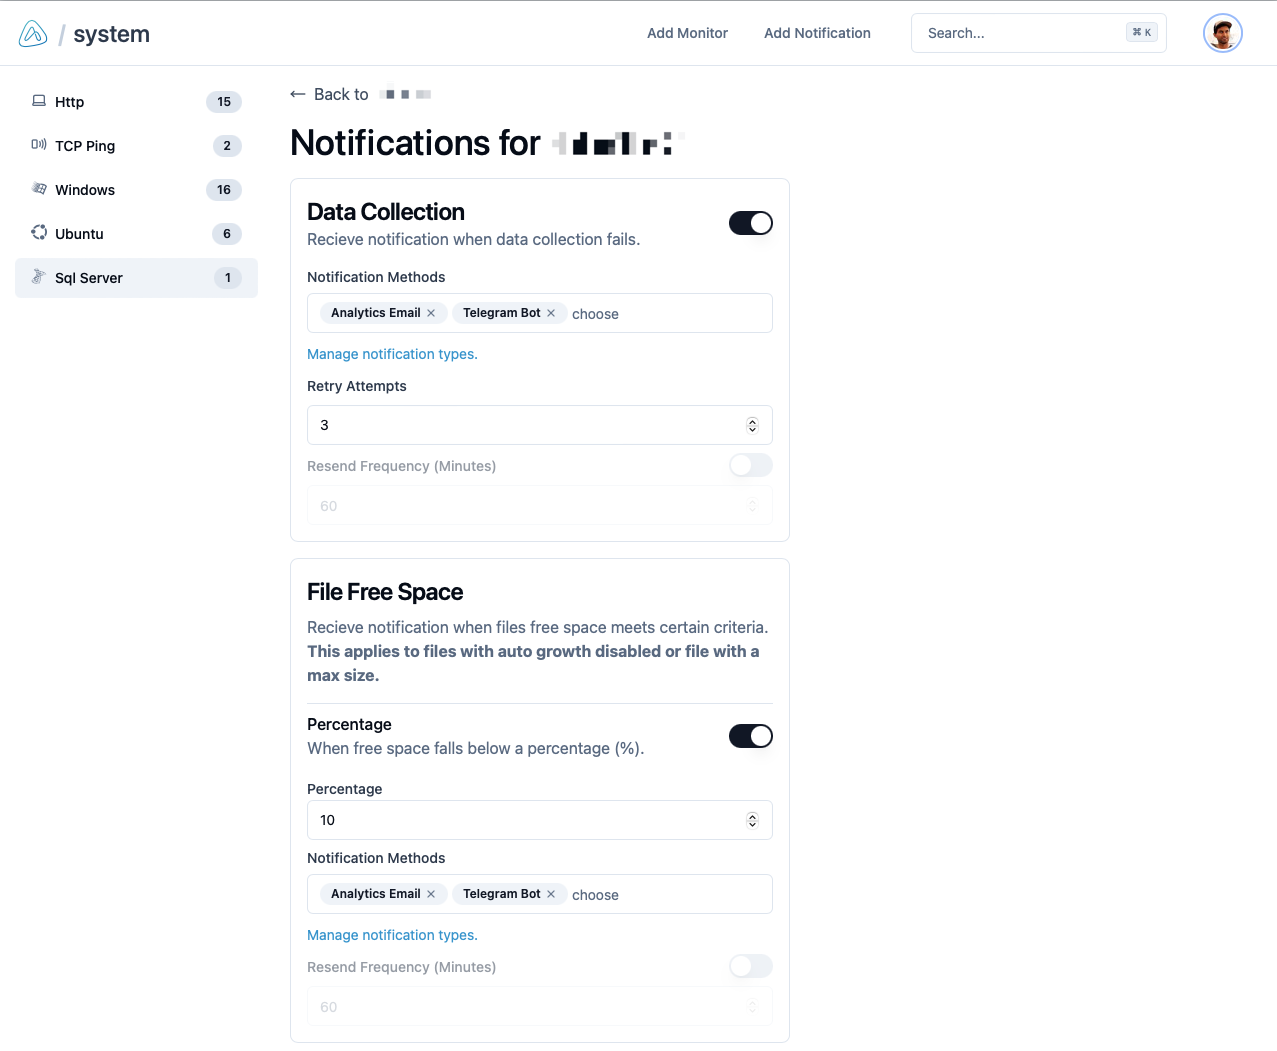 / system
Add Monitor
Add Notification
Search...
⌘ K
Http 15
TCP Ping 2
Windows 16
Ubuntu 6
Sql Server 1
← Back to
Notifications for
Data Collection
Recieve notification when data collection fails.
Notification Methods
Analytics Email × Telegram Bot × choose
Manage notification types.
Retry Attempts
3
Resend Frequency (Minutes)
60
File Free Space
Recieve notification when files free space meets certain criteria.
This applies to files with auto growth disabled or file with a
max size.
Percentage
When free space falls below a percentage (%).
Percentage
10
Notification Methods
Analytics Email × Telegram Bot × choose
Manage notification types.
Resend Frequency (Minutes)
60